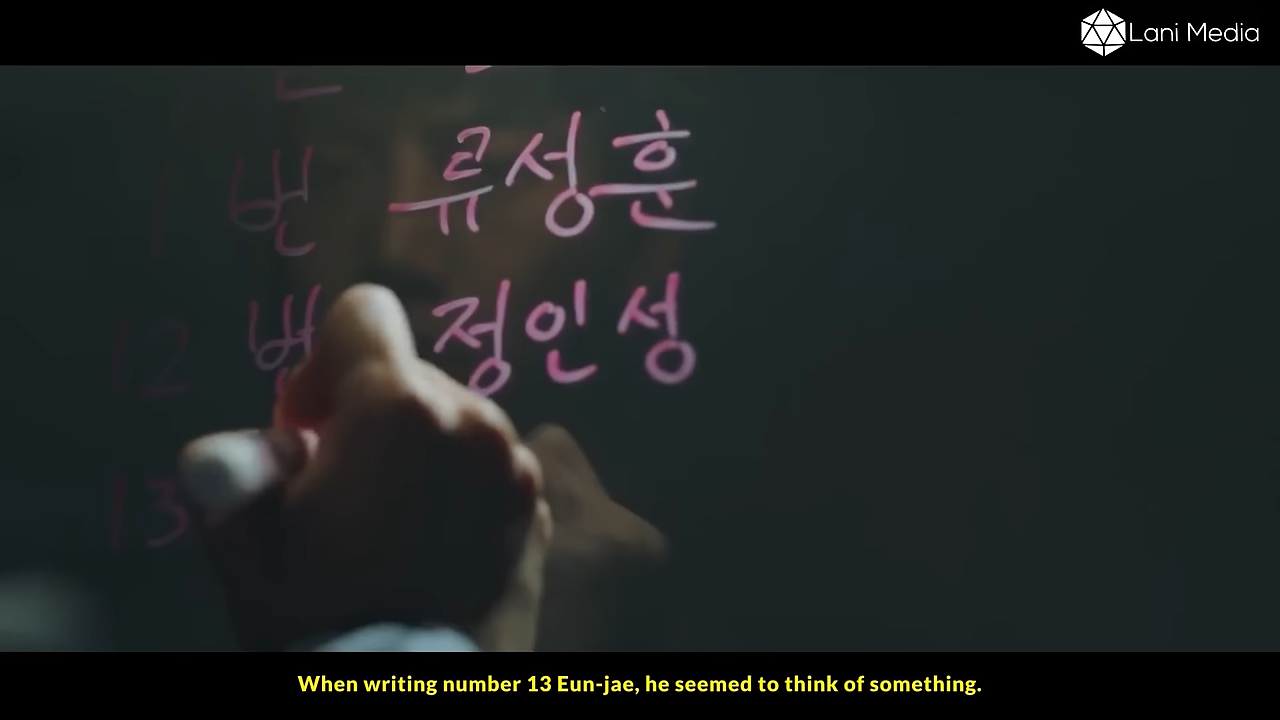 Lani Media
번 류성훈
12 번 정인성
13
When writing number 13 Eun-jae, he seemed to think of something.